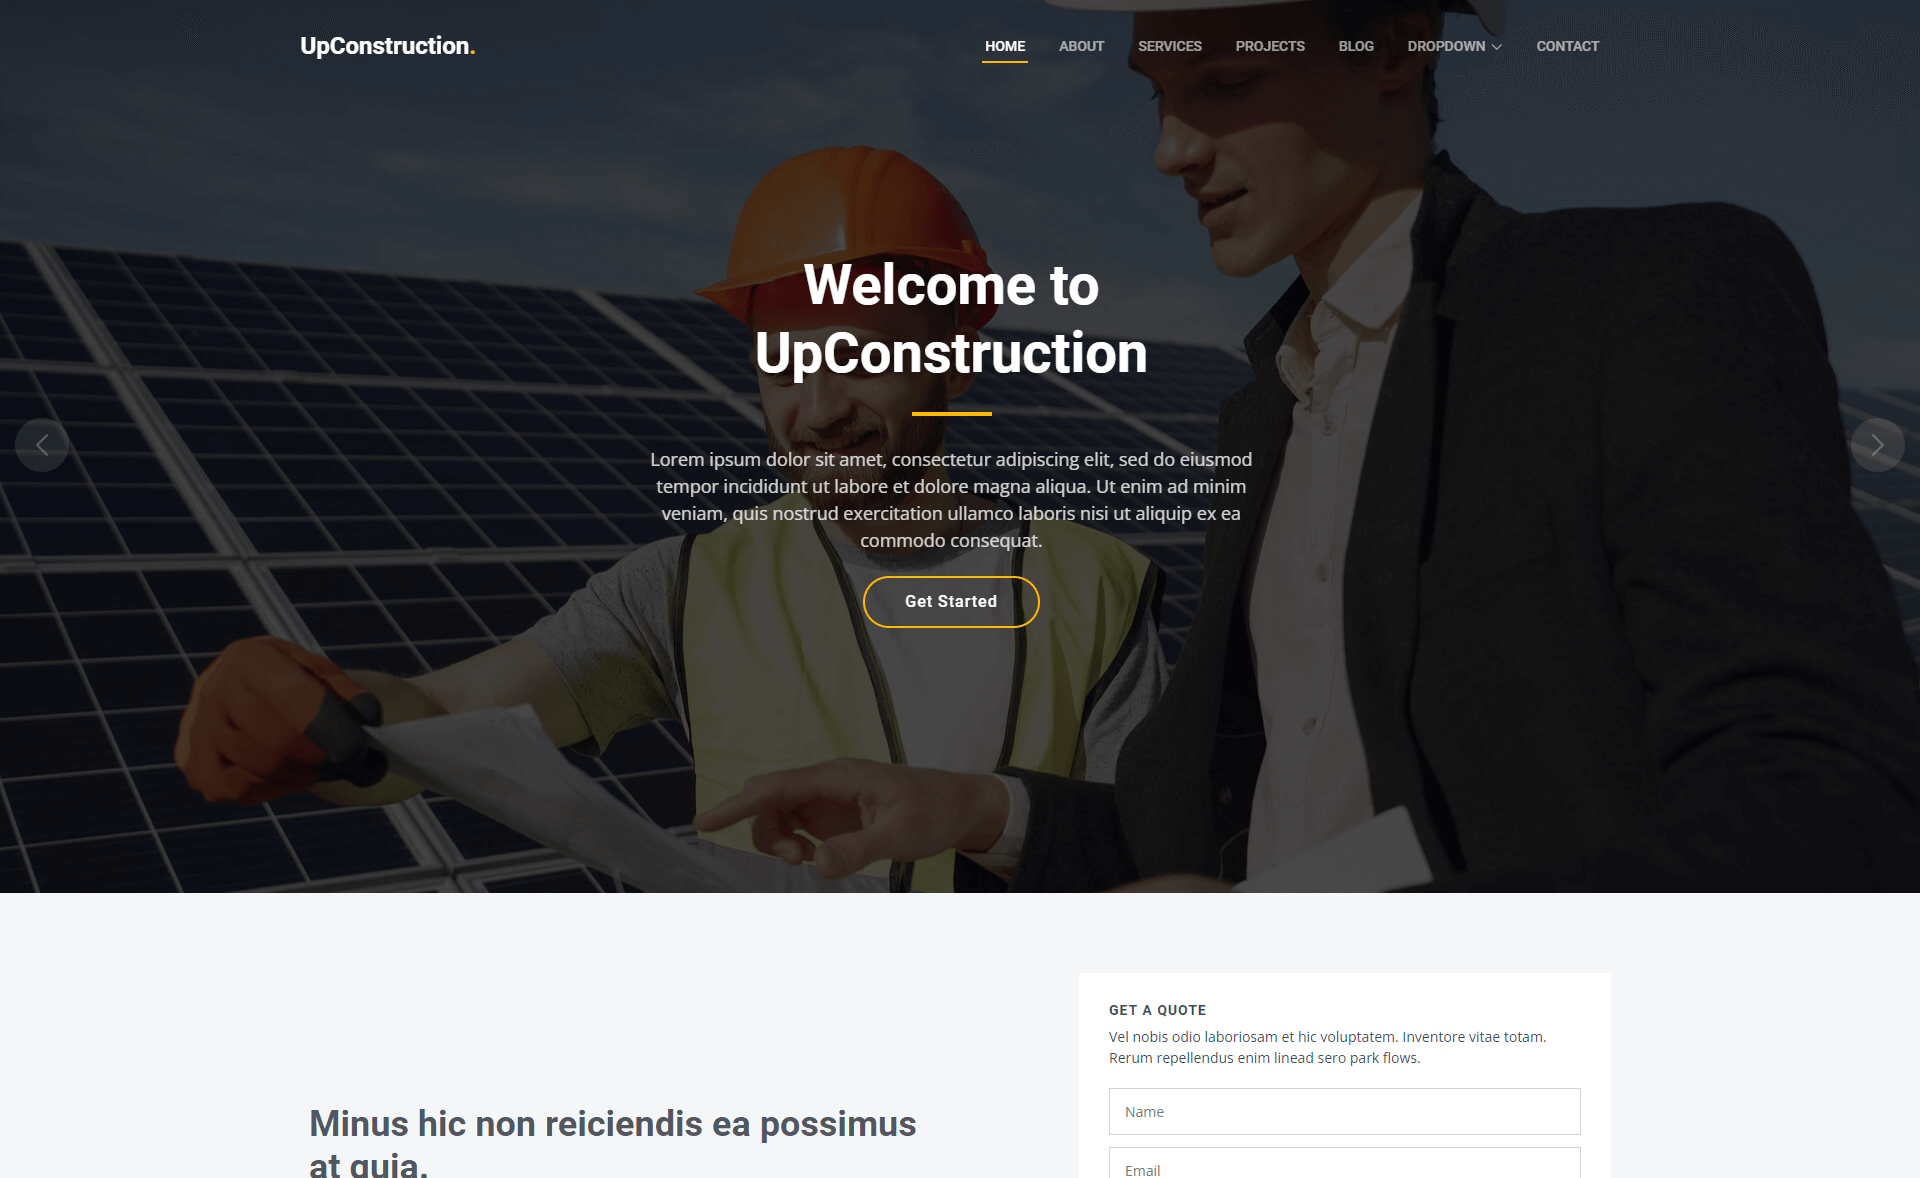 UpConstruction.
HOME ABOUT SERVICES PROJECTS BLOG DROPDOWN CONTACT
Welcome to
UpConstruction
Lorem ipsum dolor sit amet, consectetur adipiscing elit, sed do eiusmod
tempor incididunt ut labore et dolore magna aliqua. Ut enim ad minim
veniam, quis nostrud exercitation ullamco laboris nisi ut aliquip ex ea
commodo consequat.
Get Started
Minus hic non reiciendis ea possimus
at quia.
GET A QUOTE
Vel nobis odio laboriosam et hic voluptatem. Inventore vitae totam.
Rerum repellendus enim linead sero park flows.
Name
Email